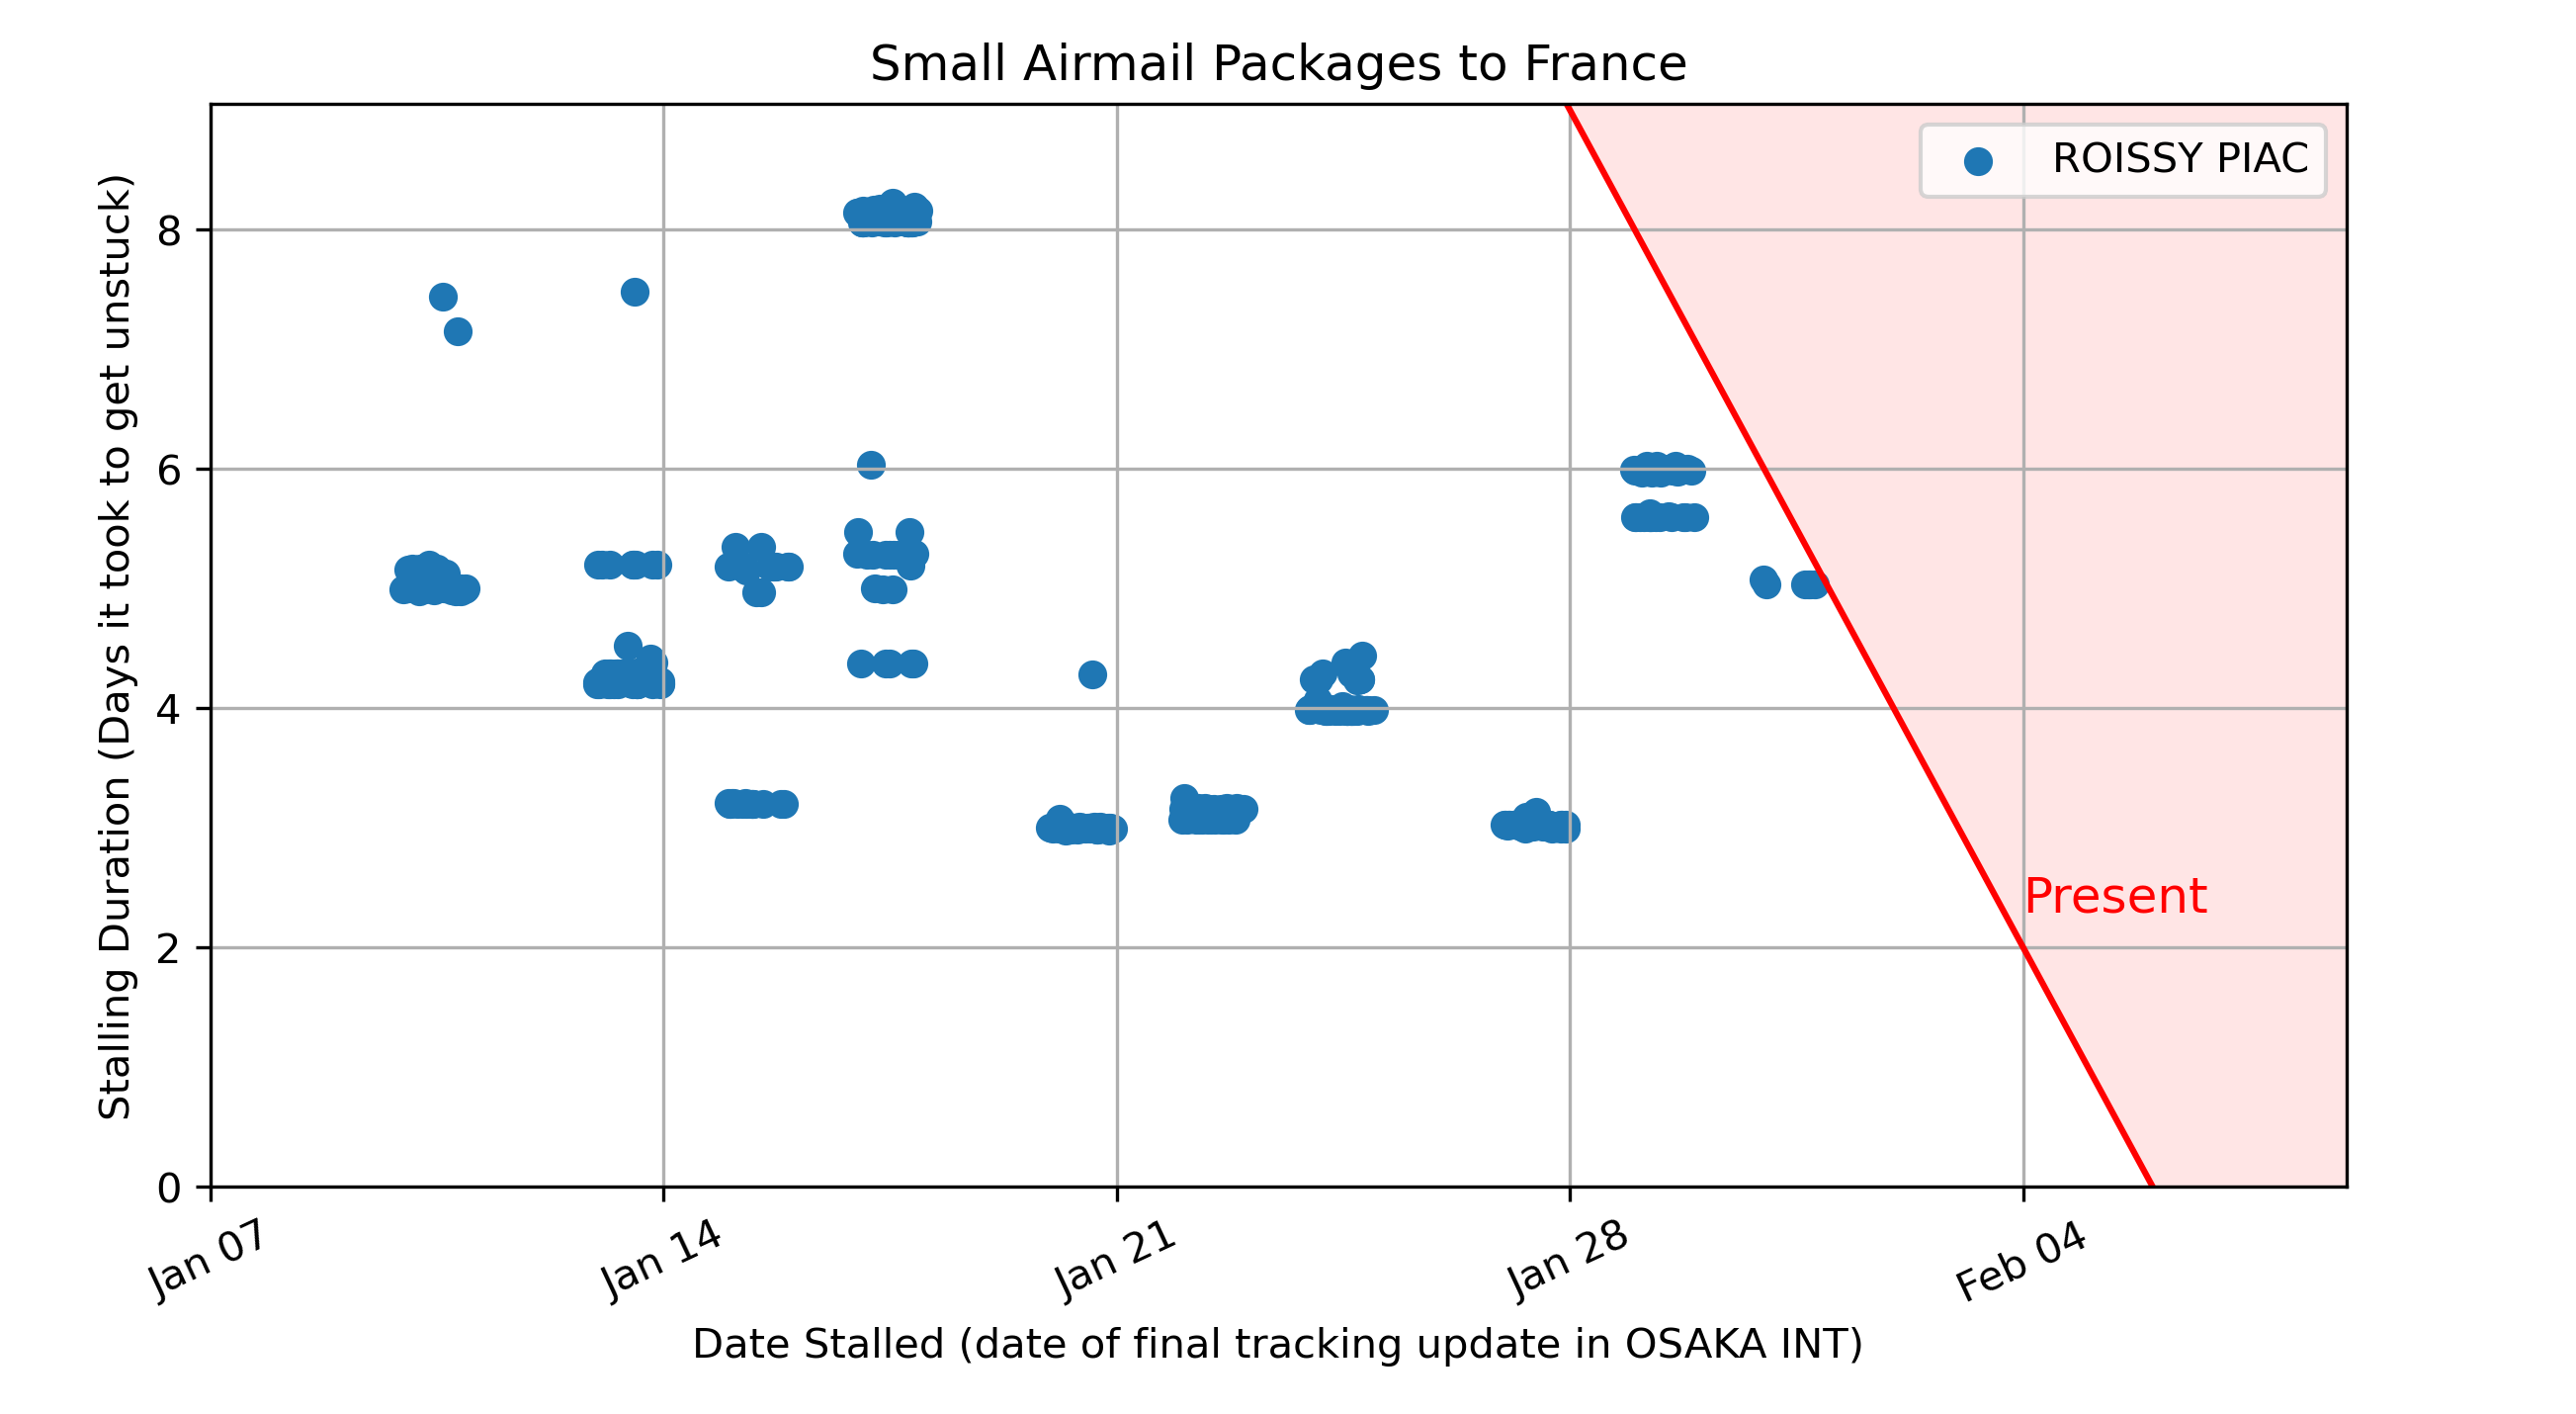 Small Airmail Packages to France
ROISSY PIAC
Stalling Duration (Days it took to get unstuck)
8
6
4
2
0
Present
Jan 07
Jan 14
Jan 21
Jan 28
Feb 04
Date Stalled (date of final tracking update in OSAKA INT)